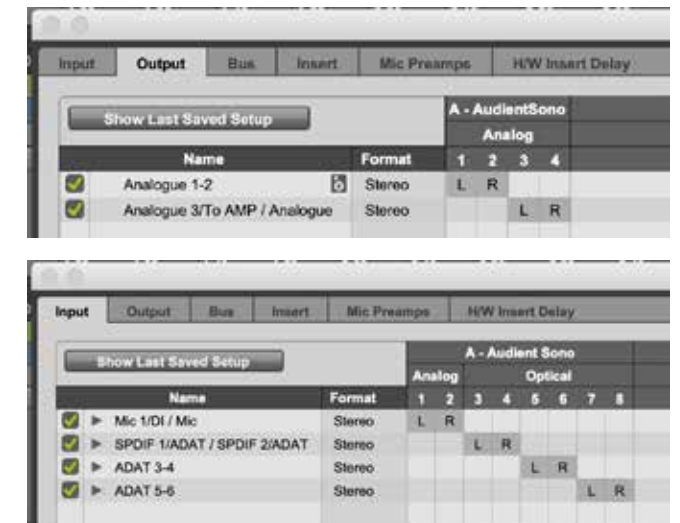 Input Output Bus Insert Mic Preamps H/W Insert Delay
Show Last Saved Setup
A - AudientSono
Analog
Name Format 1 2 3 4
Analogue 1-2 Stereo L R
Analogue 3/To AMP / Analogue Stereo L R
Input Output Bus Insert Mic Preamps H/W Insert Delay
Show Last Saved Setup
A - Audient Sono
Analog Optical
Name Format 1 2 3 4 5 6 7 8
Mic 1/DI / Mic Stereo L R
SPDIF 1/ADAT / SPDIF 2/ADAT Stereo L R
ADAT 3-4 Stereo L R
ADAT 5-6 Stereo L R